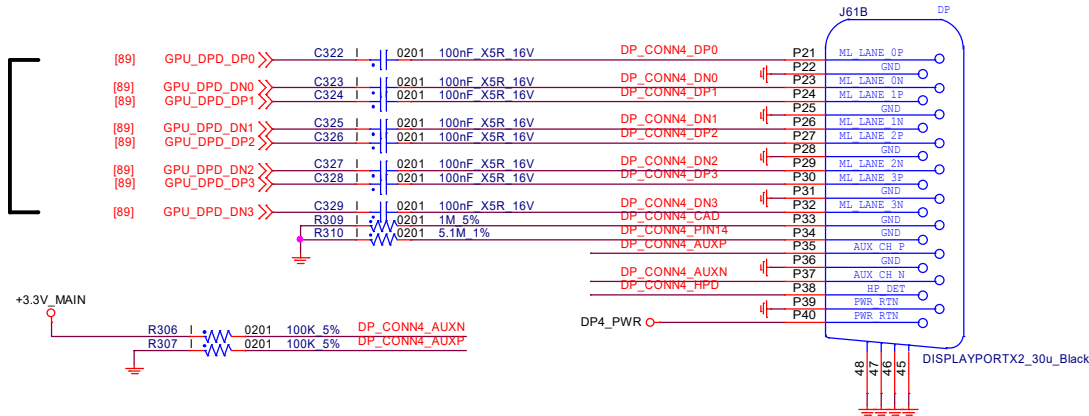 J61B DP
[89] GPU_DPD_DP0 C322 I 0201 100nF_X5R_16V DP_CONN4_DP0 P21 ML_LANE_0P
P22 GND
[89] GPU_DPD_DN0 C323 I 0201 100nF_X5R_16V DP_CONN4_DN0 P23 ML_LANE_0N
[89] GPU_DPD_DP1 C324 I 0201 100nF_X5R_16V DP_CONN4_DP1 P24 ML_LANE_1P
P25 GND
[89] GPU_DPD_DN1 C325 I 0201 100nF_X5R_16V DP_CONN4_DN1 P26 ML_LANE_1N
[89] GPU_DPD_DP2 C326 I 0201 100nF_X5R_16V DP_CONN4_DP2 P27 ML_LANE_2P
P28 GND
[89] GPU_DPD_DN2 C327 I 0201 100nF_X5R_16V DP_CONN4_DN2 P29 ML_LANE_2N
[89] GPU_DPD_DP3 C328 I 0201 100nF_X5R_16V DP_CONN4_DP3 P30 ML_LANE_3P
P31 GND
[89] GPU_DPD_DN3 C329 I 0201 100nF_X5R_16V DP_CONN4_DN3 P32 ML_LANE_3N
R309 I 0201 1M_5% DP_CONN4_CAD P33 GND
R310 I 0201 5.1M_1% DP_CONN4_PIN14 P34 GND
DP_CONN4_AUXP P35 AUX_CH_P
P36 GND
DP_CONN4_AUXN P37 AUX_CH_N
DP_CONN4_HPD P38 HP_DET
P39 PWR_RTN
DP4_PWR P40 PWR_RTN
+3.3V_MAIN
R306 I 0201 100K_5% DP_CONN4_AUXN
R307 I 0201 100K_5% DP_CONN4_AUXP
48 47 46 45
DISPLAYPORTX2_30u_Black